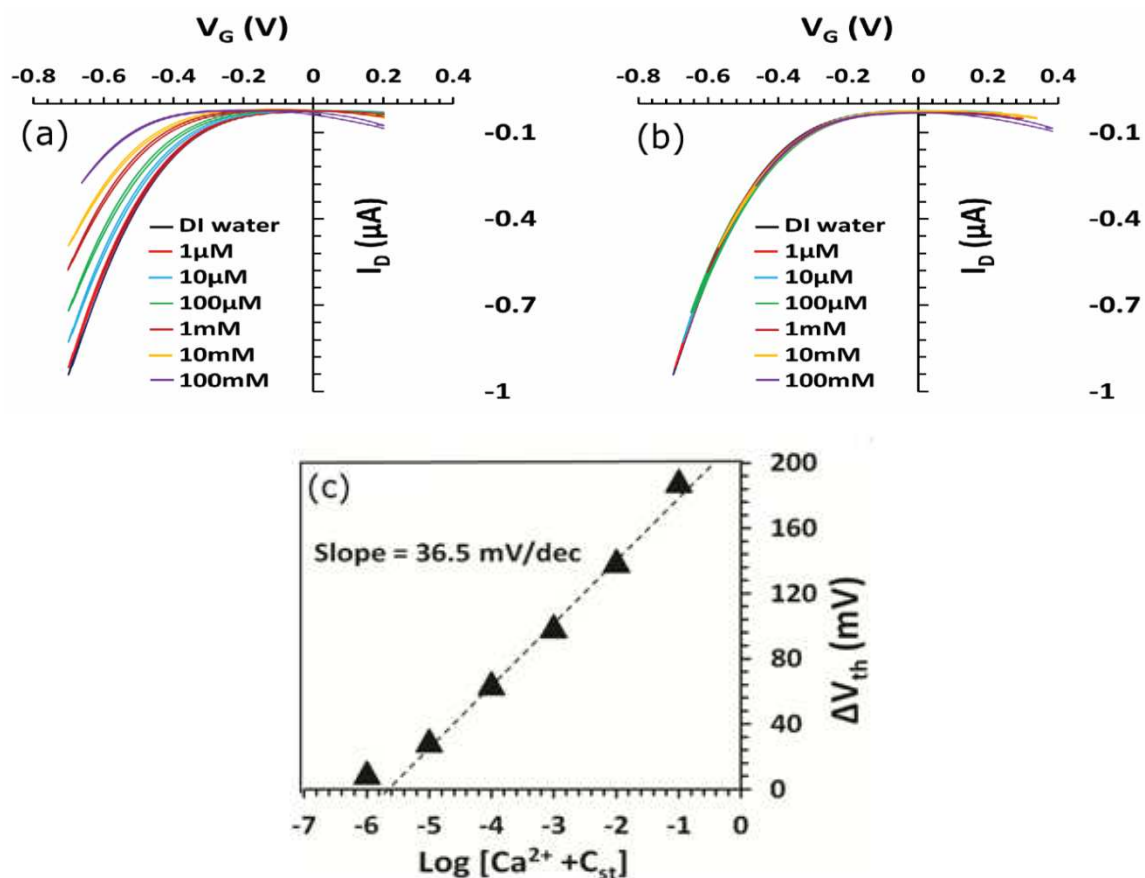 V_G (V)
-0.8 -0.6 -0.4 -0.2 0 0.2 0.4
(a)
-0.1
-0.4
-0.7
-1
I_D (µA)
DI water
1µM
10µM
100µM
1mM
10mM
100mM
V_G (V)
-0.8 -0.6 -0.4 -0.2 0 0.2 0.4
(b)
-0.1
-0.4
-0.7
-1
I_D (µA)
DI water
1µM
10µM
100µM
1mM
10mM
100mM
(c)
Slope = 36.5 mV/dec
200
160
120
80
40
0
ΔV_th (mV)
-7 -6 -5 -4 -3 -2 -1 0
Log [Ca²⁺ +C_st]